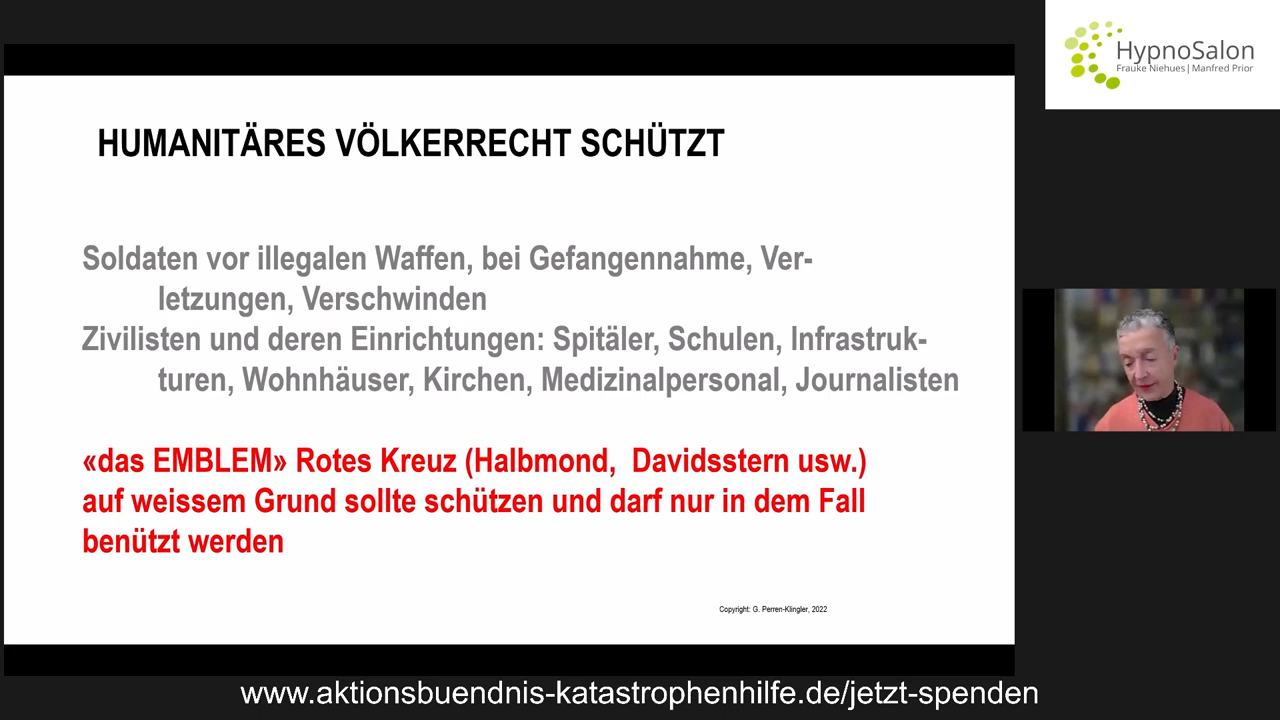 HypnoSalon
Frauke Niehues | Manfred Prior
HUMANITÄRES VÖLKERRECHT SCHÜTZT
Soldaten vor illegalen Waffen, bei Gefangennahme, Ver-
letzungen, Verschwinden
Zivilisten und deren Einrichtungen: Spitäler, Schulen, Infrastruk-
turen, Wohnhäuser, Kirchen, Medizinalpersonal, Journalisten
«das EMBLEM» Rotes Kreuz (Halbmond, Davidsstern usw.)
auf weissem Grund sollte schützen und darf nur in dem Fall
benützt werden
Copyright: G. Perren-Klingler, 2022
www.aktionsbuendnis-katastrophenhilfe.de/jetzt-spenden